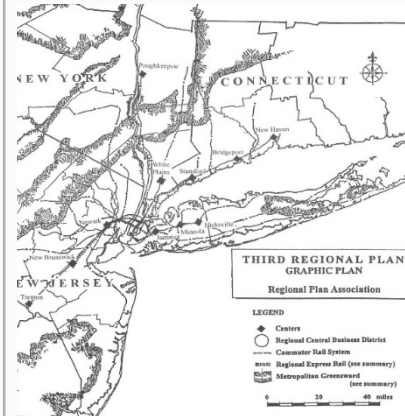 Poughkeepsie
NEW YORK
CONNECTICUT
New Haven
Bridgeport
White
Plains
Stamford
Newark
Hicksville
Mineola
Jamaica
New Brunswick
NEW JERSEY
Trenton
THIRD REGIONAL PLAN
GRAPHIC PLAN
Regional Plan Association
LEGEND
Centers
Regional Central Business District
Commuter Rail System
Regional Express Rail (see summary)
Metropolitan Greensward
(see summary)
0 20 40 miles